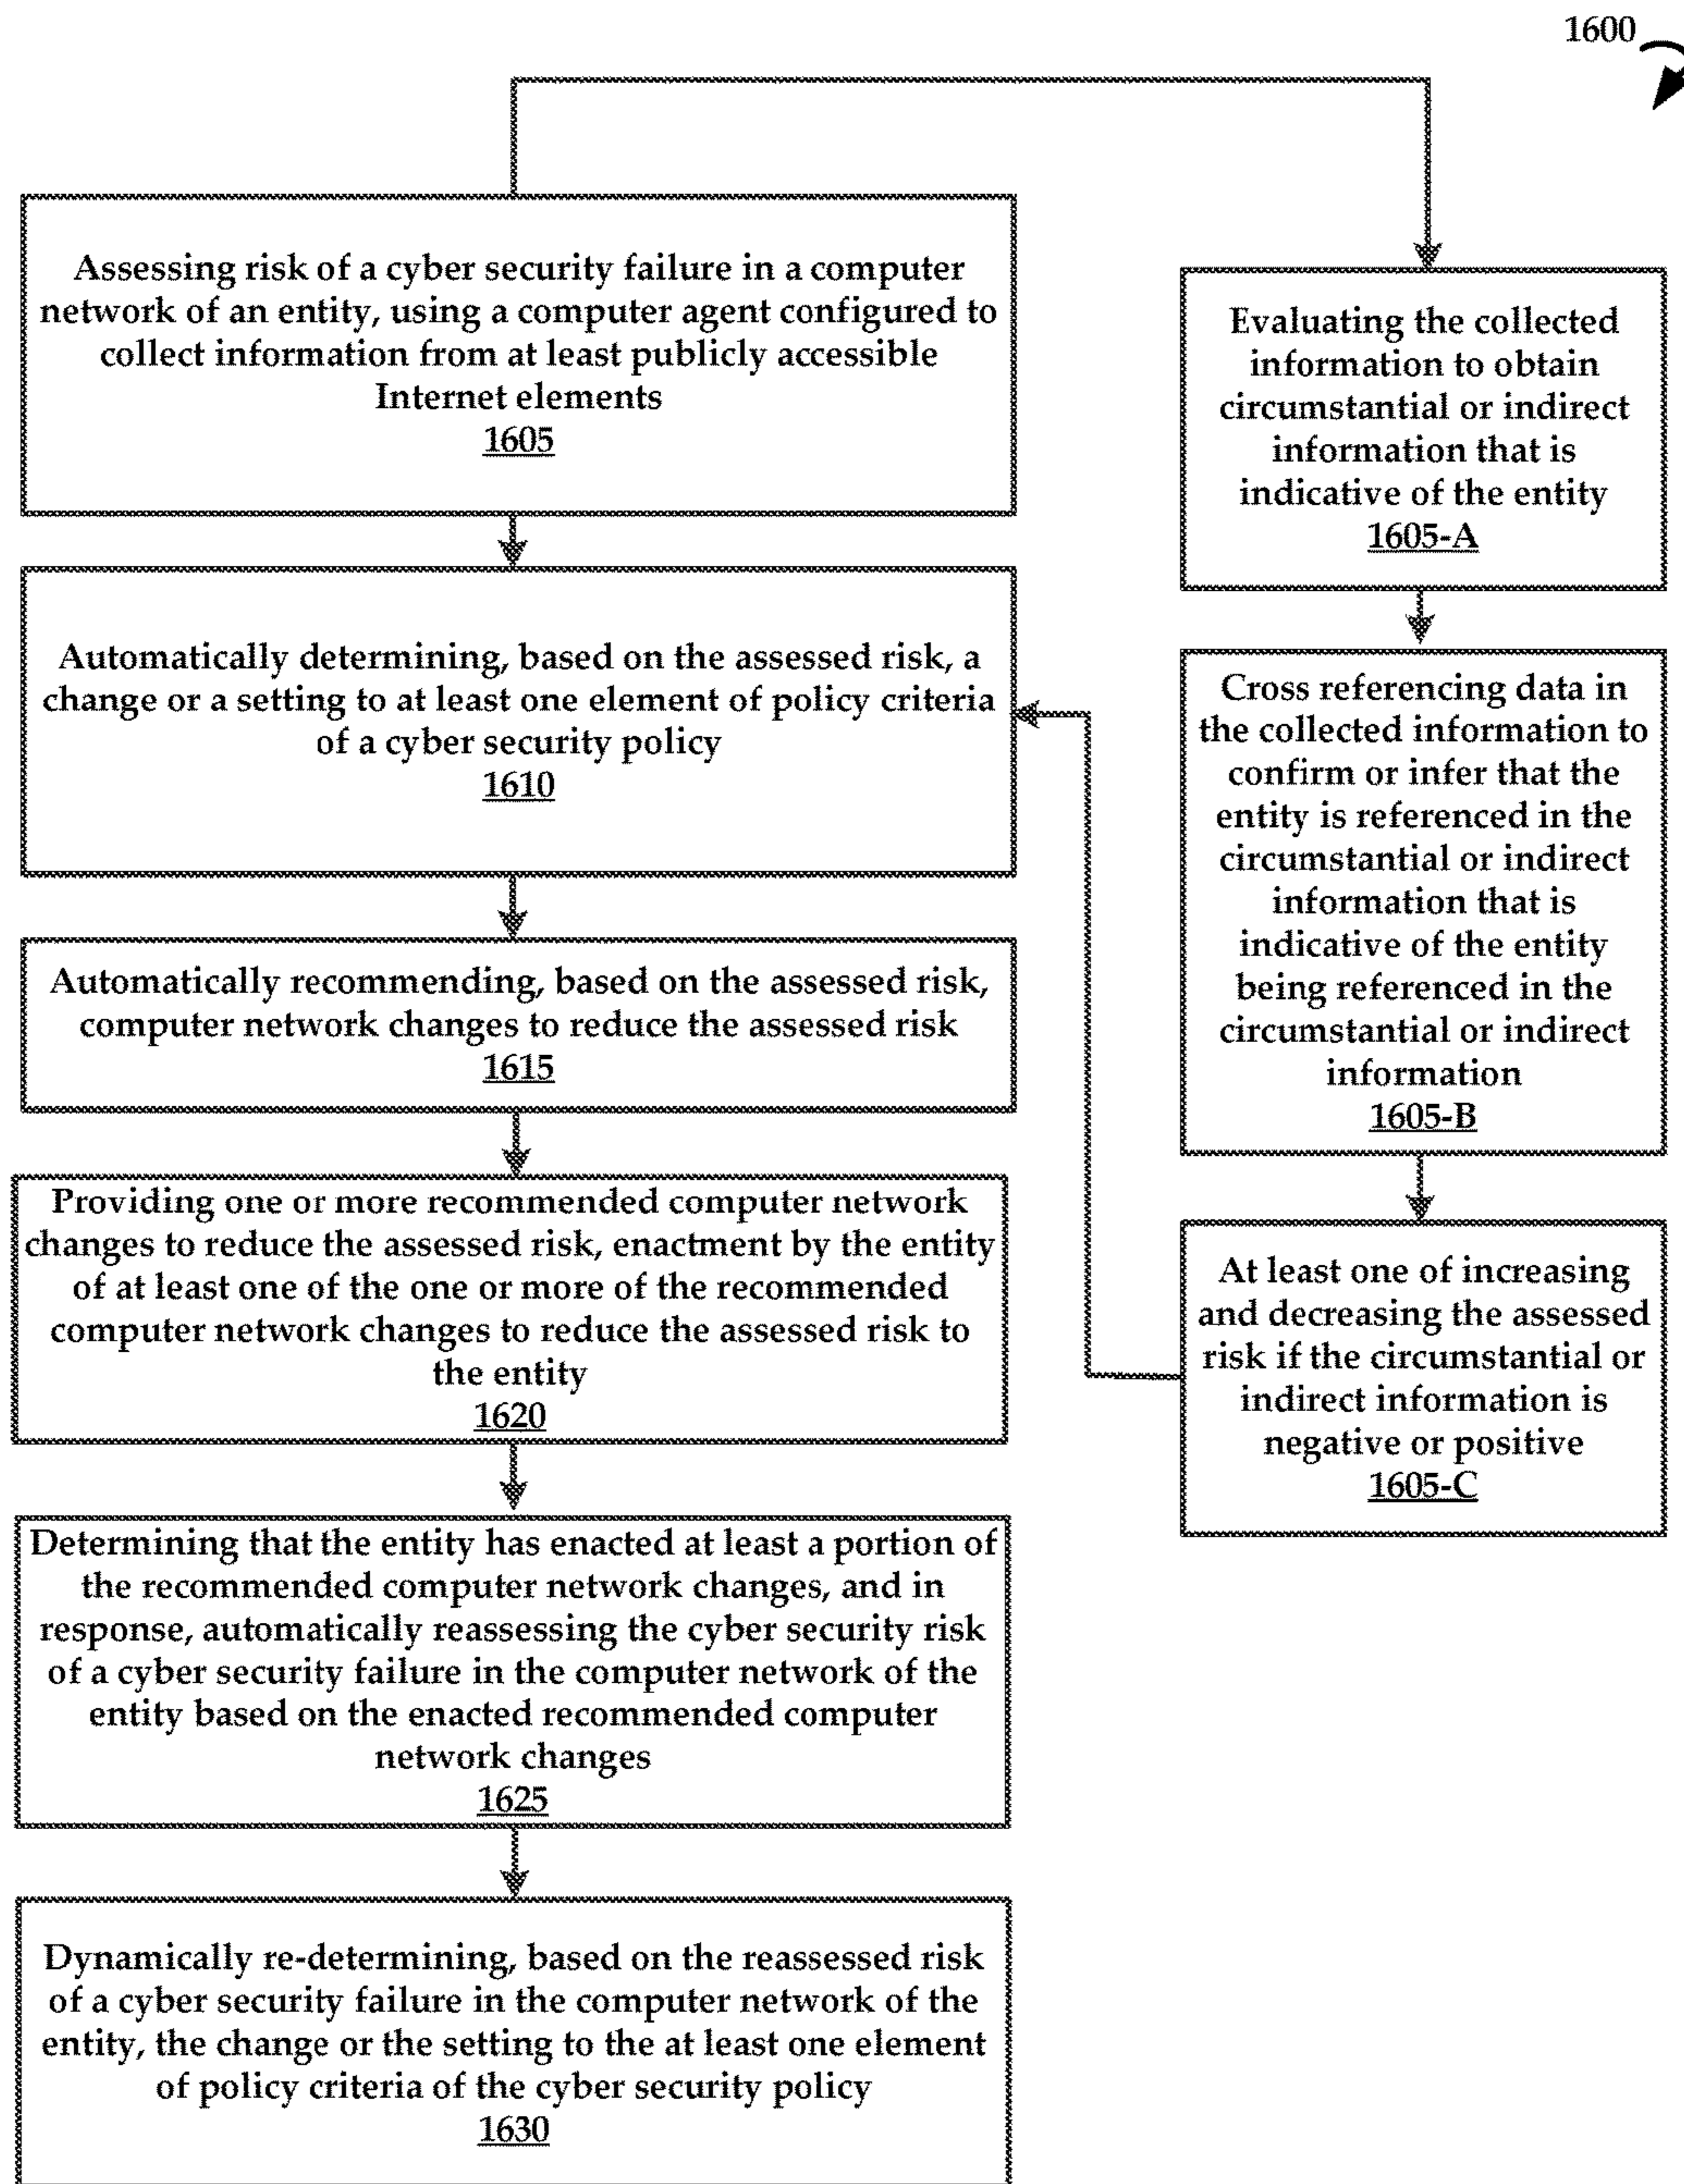 1600
Assessing risk of a cyber security failure in a computer
network of an entity, using a computer agent configured to
collect information from at least publicly accessible
Internet elements
1605
Automatically determining, based on the assessed risk, a
change or a setting to at least one element of policy criteria
of a cyber security policy
1610
Automatically recommending, based on the assessed risk,
computer network changes to reduce the assessed risk
1615
Providing one or more recommended computer network
changes to reduce the assessed risk, enactment by the entity
of at least one of the one or more of the recommended
computer network changes to reduce the assessed risk to
the entity
1620
Determining that the entity has enacted at least a portion of
the recommended computer network changes, and in
response, automatically reassessing the cyber security risk
of a cyber security failure in the computer network of the
entity based on the enacted recommended computer
network changes
1625
Dynamically re-determining, based on the reassessed risk
of a cyber security failure in the computer network of the
entity, the change or the setting to the at least one element
of policy criteria of the cyber security policy
1630
Evaluating the collected
information to obtain
circumstantial or indirect
information that is
indicative of the entity
1605-A
Cross referencing data in
the collected information to
confirm or infer that the
entity is referenced in the
circumstantial or indirect
information that is
indicative of the entity
being referenced in the
circumstantial or indirect
information
1605-B
At least one of increasing
and decreasing the assessed
risk if the circumstantial or
indirect information is
negative or positive
1605-C